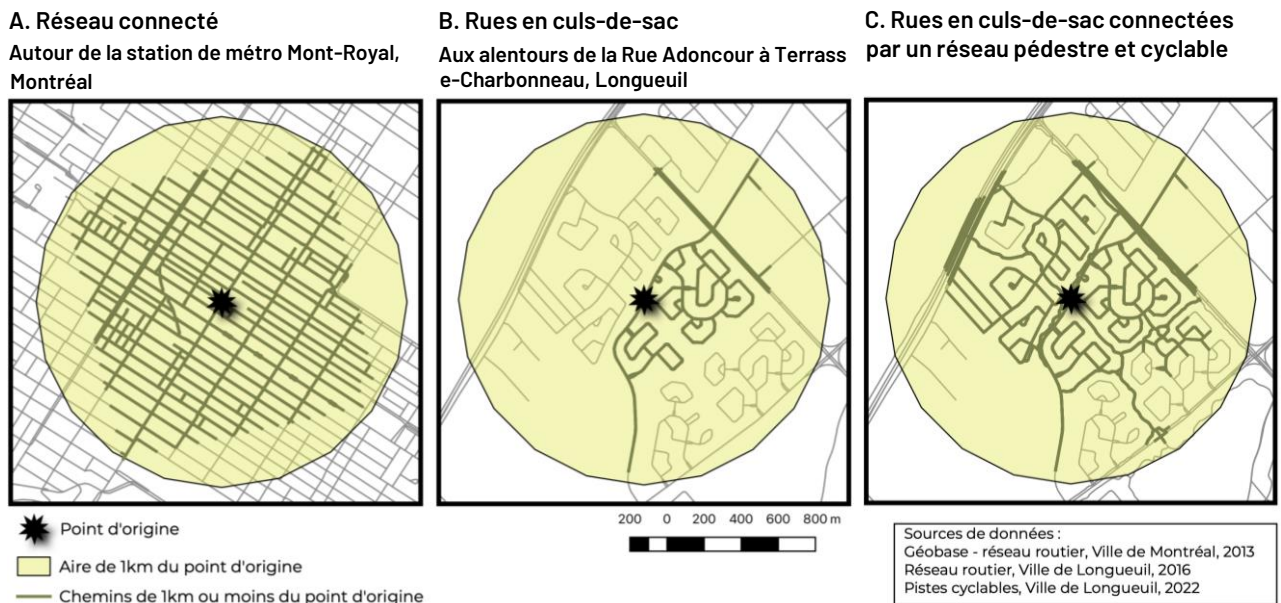 A. Réseau connecté
Autour de la station de métro Mont-Royal,
Montréal
B. Rues en culs-de-sac
Aux alentours de la Rue Adoncour à Terrass
e-Charbonneau, Longueuil
C. Rues en culs-de-sac connectées
par un réseau pédestre et cyclable
Point d'origine
Aire de 1km du point d'origine
Chemins de 1km ou moins du point d'origine
200 0 200 400 600 800 m
Sources de données :
Géobase - réseau routier, Ville de Montréal, 2013
Réseau routier, Ville de Longueuil, 2016
Pistes cyclables, Ville de Longueuil, 2022